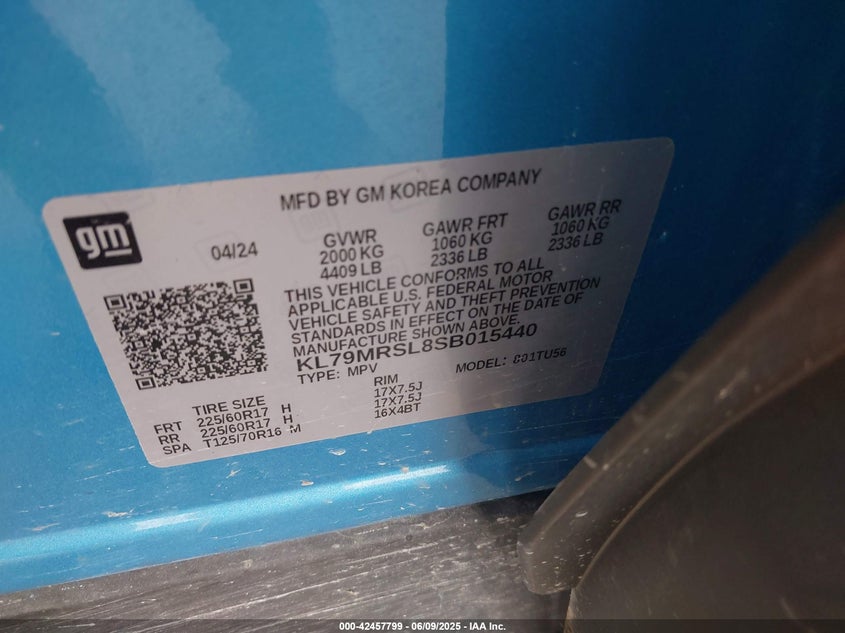 MFD BY GM KOREA COMPANY
gm
04/24
GVWR
2000 KG
4409 LB
GAWR FRT
1060 KG
2336 LB
GAWR RR
1060 KG
2336 LB
THIS VEHICLE CONFORMS TO ALL
APPLICABLE U.S. FEDERAL MOTOR
VEHICLE SAFETY AND THEFT PREVENTION
STANDARDS IN EFFECT ON THE DATE OF
MANUFACTURE SHOWN ABOVE.
KL79MRSL8SB015440
TYPE: MPV
MODEL: 801TU56
TIRE SIZE
RIM
FRT 225/60R17 H 17X7.5J
RR 225/60R17 H 17X7.5J
SPA T125/70R16 M 16X4BT
000-42457799 - 06/09/2025 - IAA Inc.